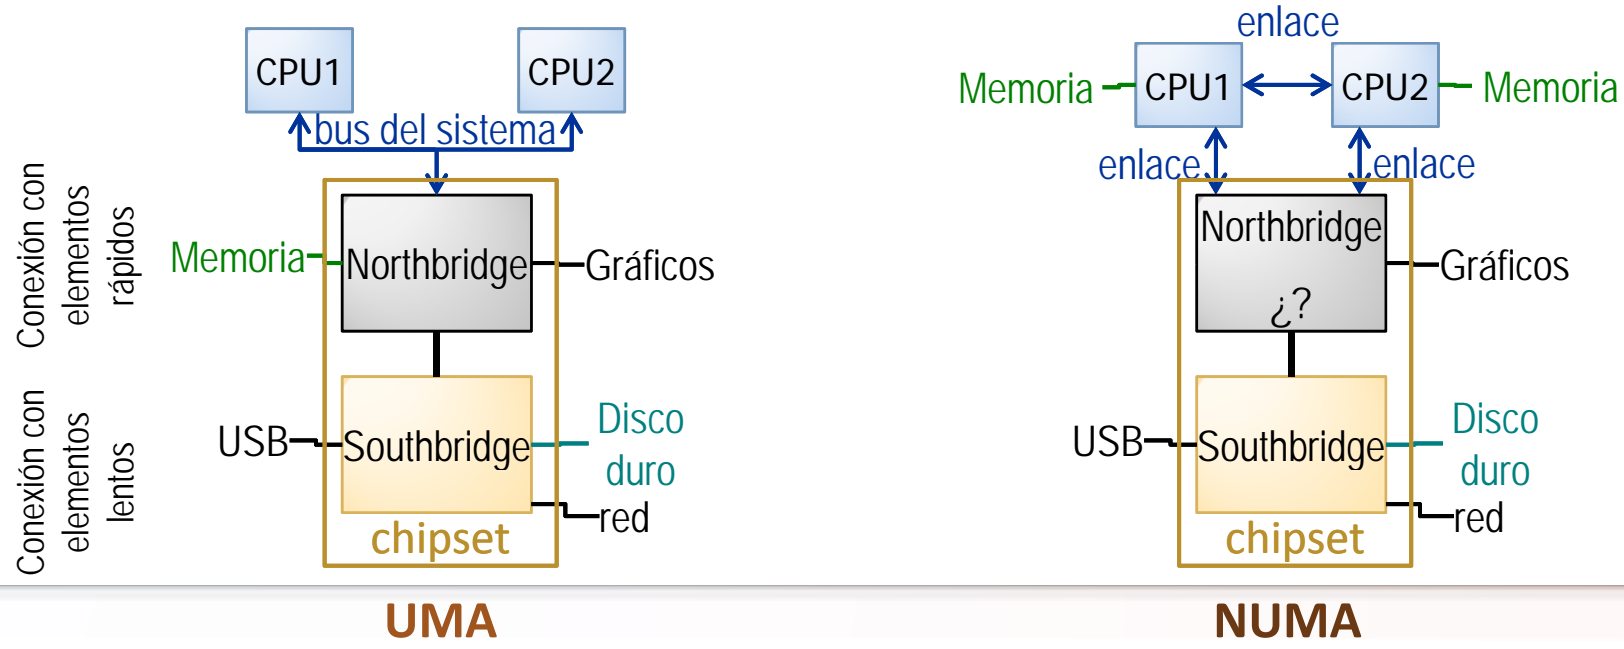 CPU1
CPU2
bus del sistema
Conexión con
elementos
rápidos
Memoria
Northbridge
Gráficos
Conexión con
elementos
lentos
USB
Southbridge
Disco
duro
red
chipset
UMA
enlace
Memoria
CPU1
CPU2
Memoria
enlace
enlace
Northbridge
¿?
Gráficos
USB
Southbridge
Disco
duro
red
chipset
NUMA